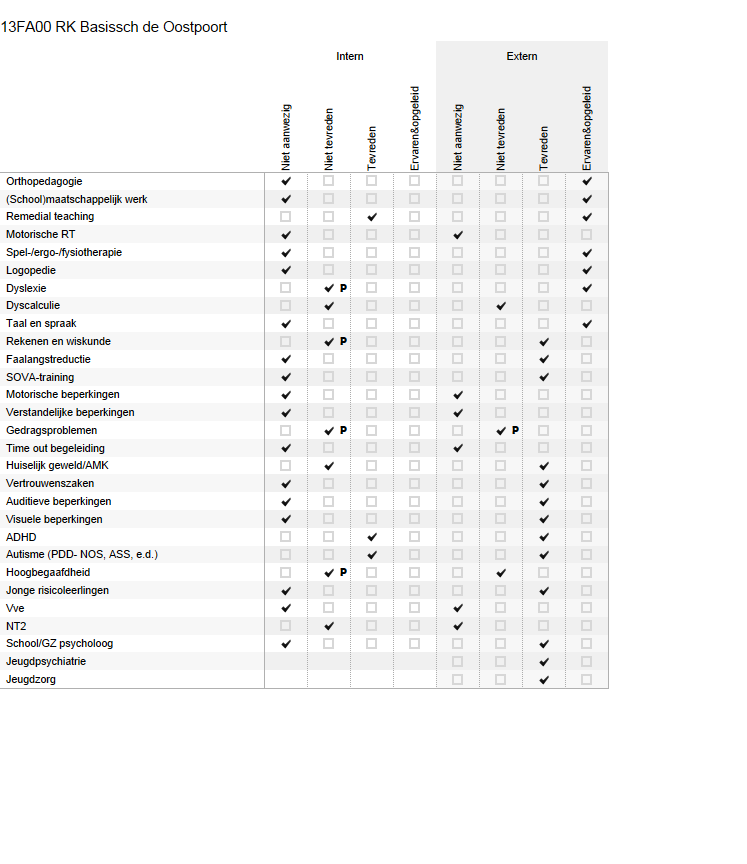 13FA00 RK Basissch de Oostpoort
Intern Extern
Niet aanwezig Niet tevreden Tevreden Ervaren&opgeleid Niet aanwezig Niet tevreden Tevreden Ervaren&opgeleid
Orthopedagogie
(School)maatschappelijk werk
Remedial teaching
Motorische RT
Spel-/ergo-/fysiotherapie
Logopedie
Dyslexie P
Dyscalculie
Taal en spraak
Rekenen en wiskunde P
Faalangstreductie
SOVA-training
Motorische beperkingen
Verstandelijke beperkingen
Gedragsproblemen P P
Time out begeleiding
Huiselijk geweld/AMK
Vertrouwenszaken
Auditieve beperkingen
Visuele beperkingen
ADHD
Autisme (PDD- NOS, ASS, e.d.)
Hoogbegaafdheid P
Jonge risicoleerlingen
Vve
NT2
School/GZ psycholoog
Jeugdpsychiatrie
Jeugdzorg